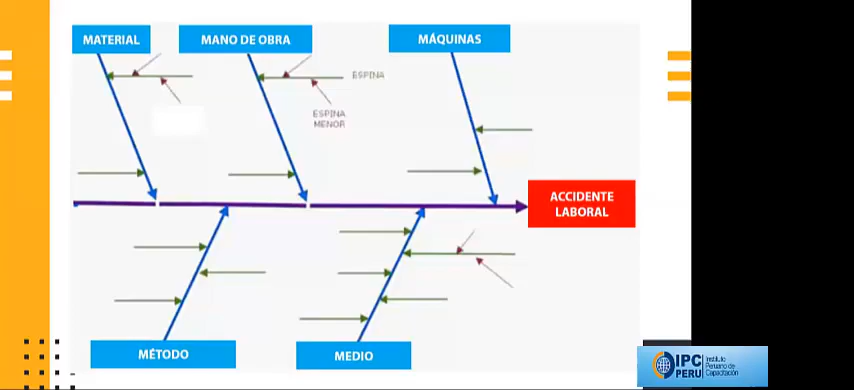 MATERIAL
MANO DE OBRA
MÁQUINAS
ESPINA
ESPINA
MENOR
ACCIDENTE
LABORAL
MÉTODO
MEDIO
IPC
PERU
Instituto
Peruano de
Capacitación